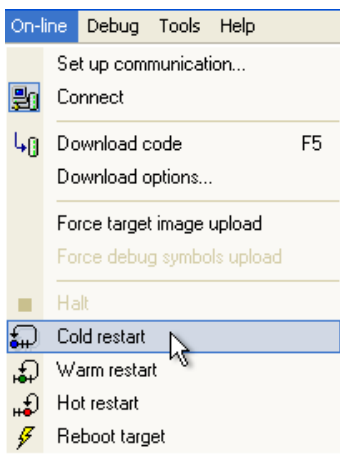 On-line Debug Tools Help
Set up communication...
Connect
Download code F5
Download options...
Force target image upload
Force debug symbols upload
Halt
Cold restart
Warm restart
Hot restart
Reboot target